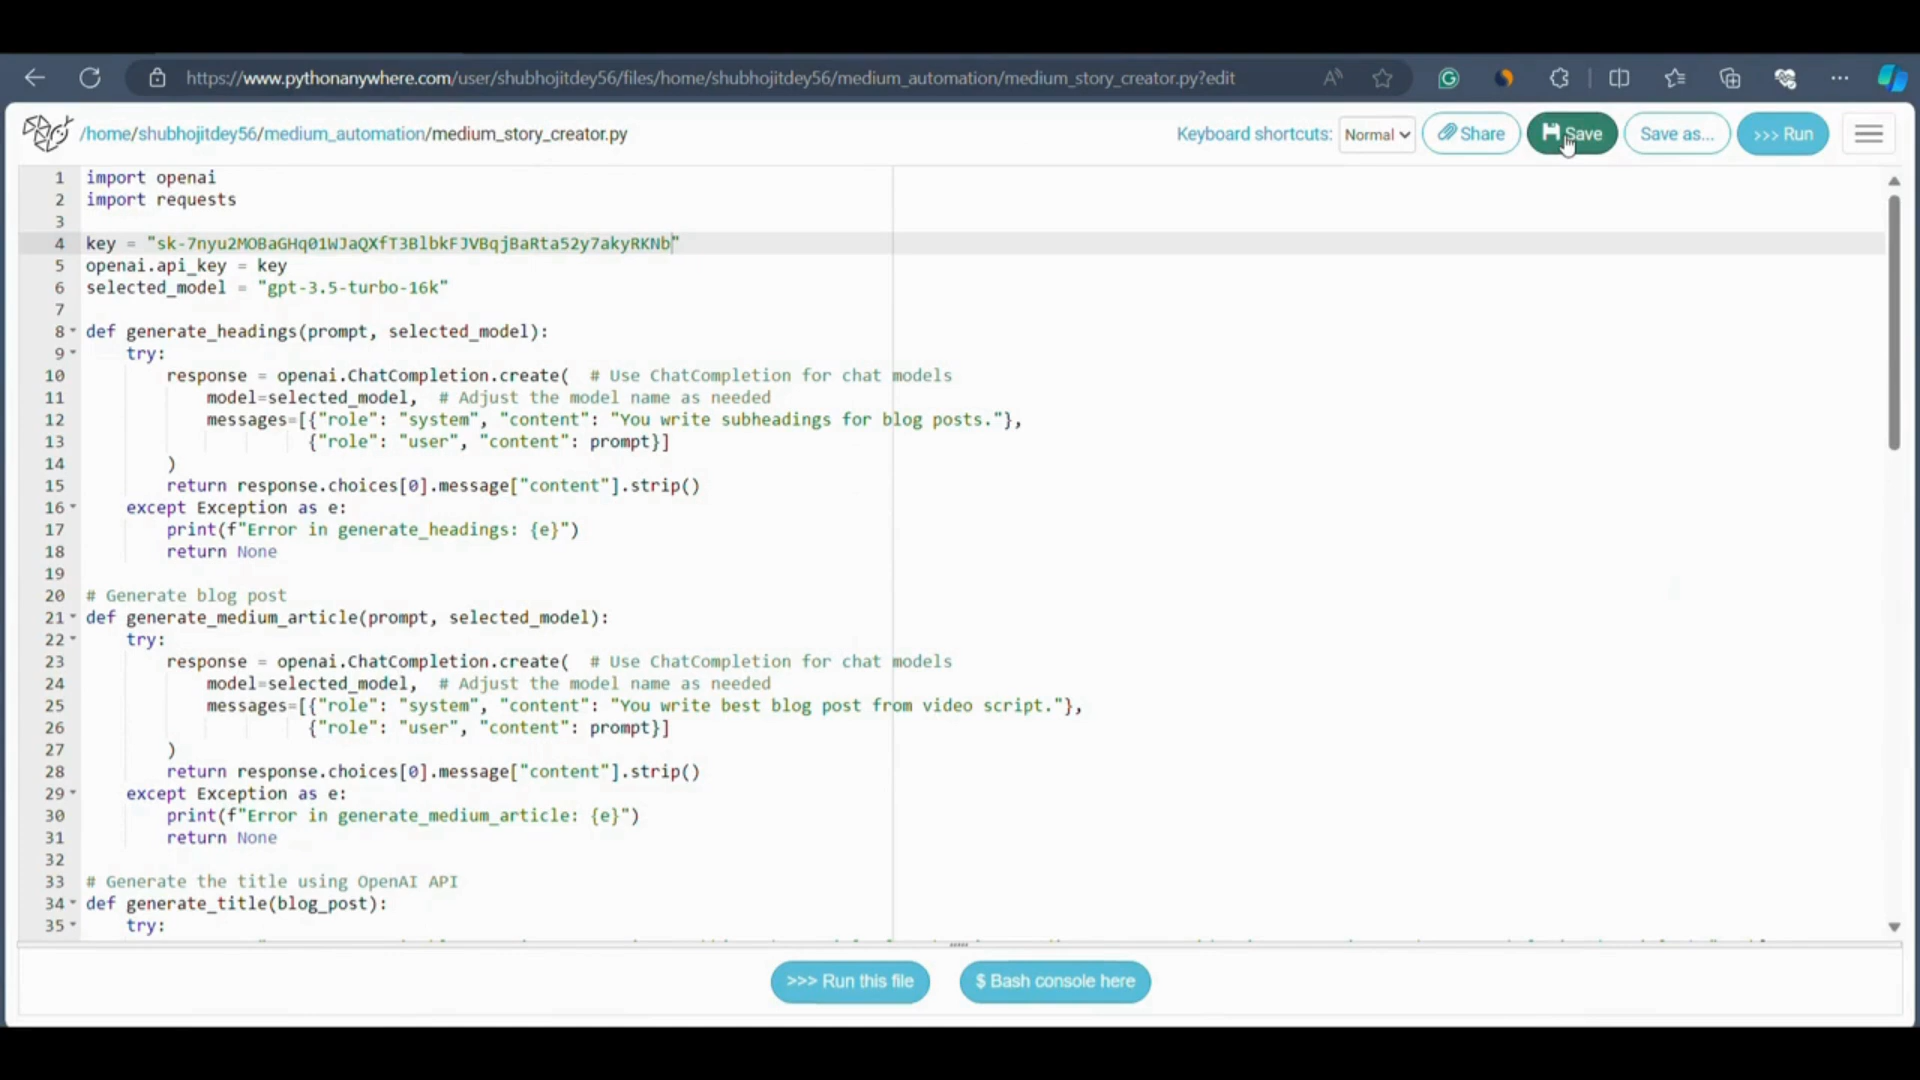 https://www.pythonanywhere.com/user/shubhojitdey56/files/home/shubhojitdey56/medium_automation/medium_story_creator.py?edit
/home/shubhojitdey56/medium_automation/medium_story_creator.py
Keyboard shortcuts: Normal Share Save Save as... >>> Run
1 import openai
2 import requests
3
4 key = ""
5 openai.api_key = key
6 selected_model = "gpt-3.5-turbo-16k"
7
8 def generate_headings(prompt, selected_model):
9 try:
10 response = openai.ChatCompletion.create( # Use ChatCompletion for chat models
11 model=selected_model, # Adjust the model name as needed
12 messages=[{"role": "system", "content": "You write subheadings for blog posts."},
13 {"role": "user", "content": prompt}]
14 )
15 return response.choices[0].message["content"].strip()
16 except Exception as e:
17 print(f"Error in generate_headings: {e}")
18 return None
19
20 # Generate blog post
21 def generate_medium_article(prompt, selected_model):
22 try:
23 response = openai.ChatCompletion.create( # Use ChatCompletion for chat models
24 model=selected_model, # Adjust the model name as needed
25 messages=[{"role": "system", "content": "You write best blog post from video script."},
26 {"role": "user", "content": prompt}]
27 )
28 return response.choices[0].message["content"].strip()
29 except Exception as e:
30 print(f"Error in generate_medium_article: {e}")
31 return None
32
33 # Generate the title using OpenAI API
34 def generate_title(blog_post):
35 try:
>>> Run this file $ Bash console here